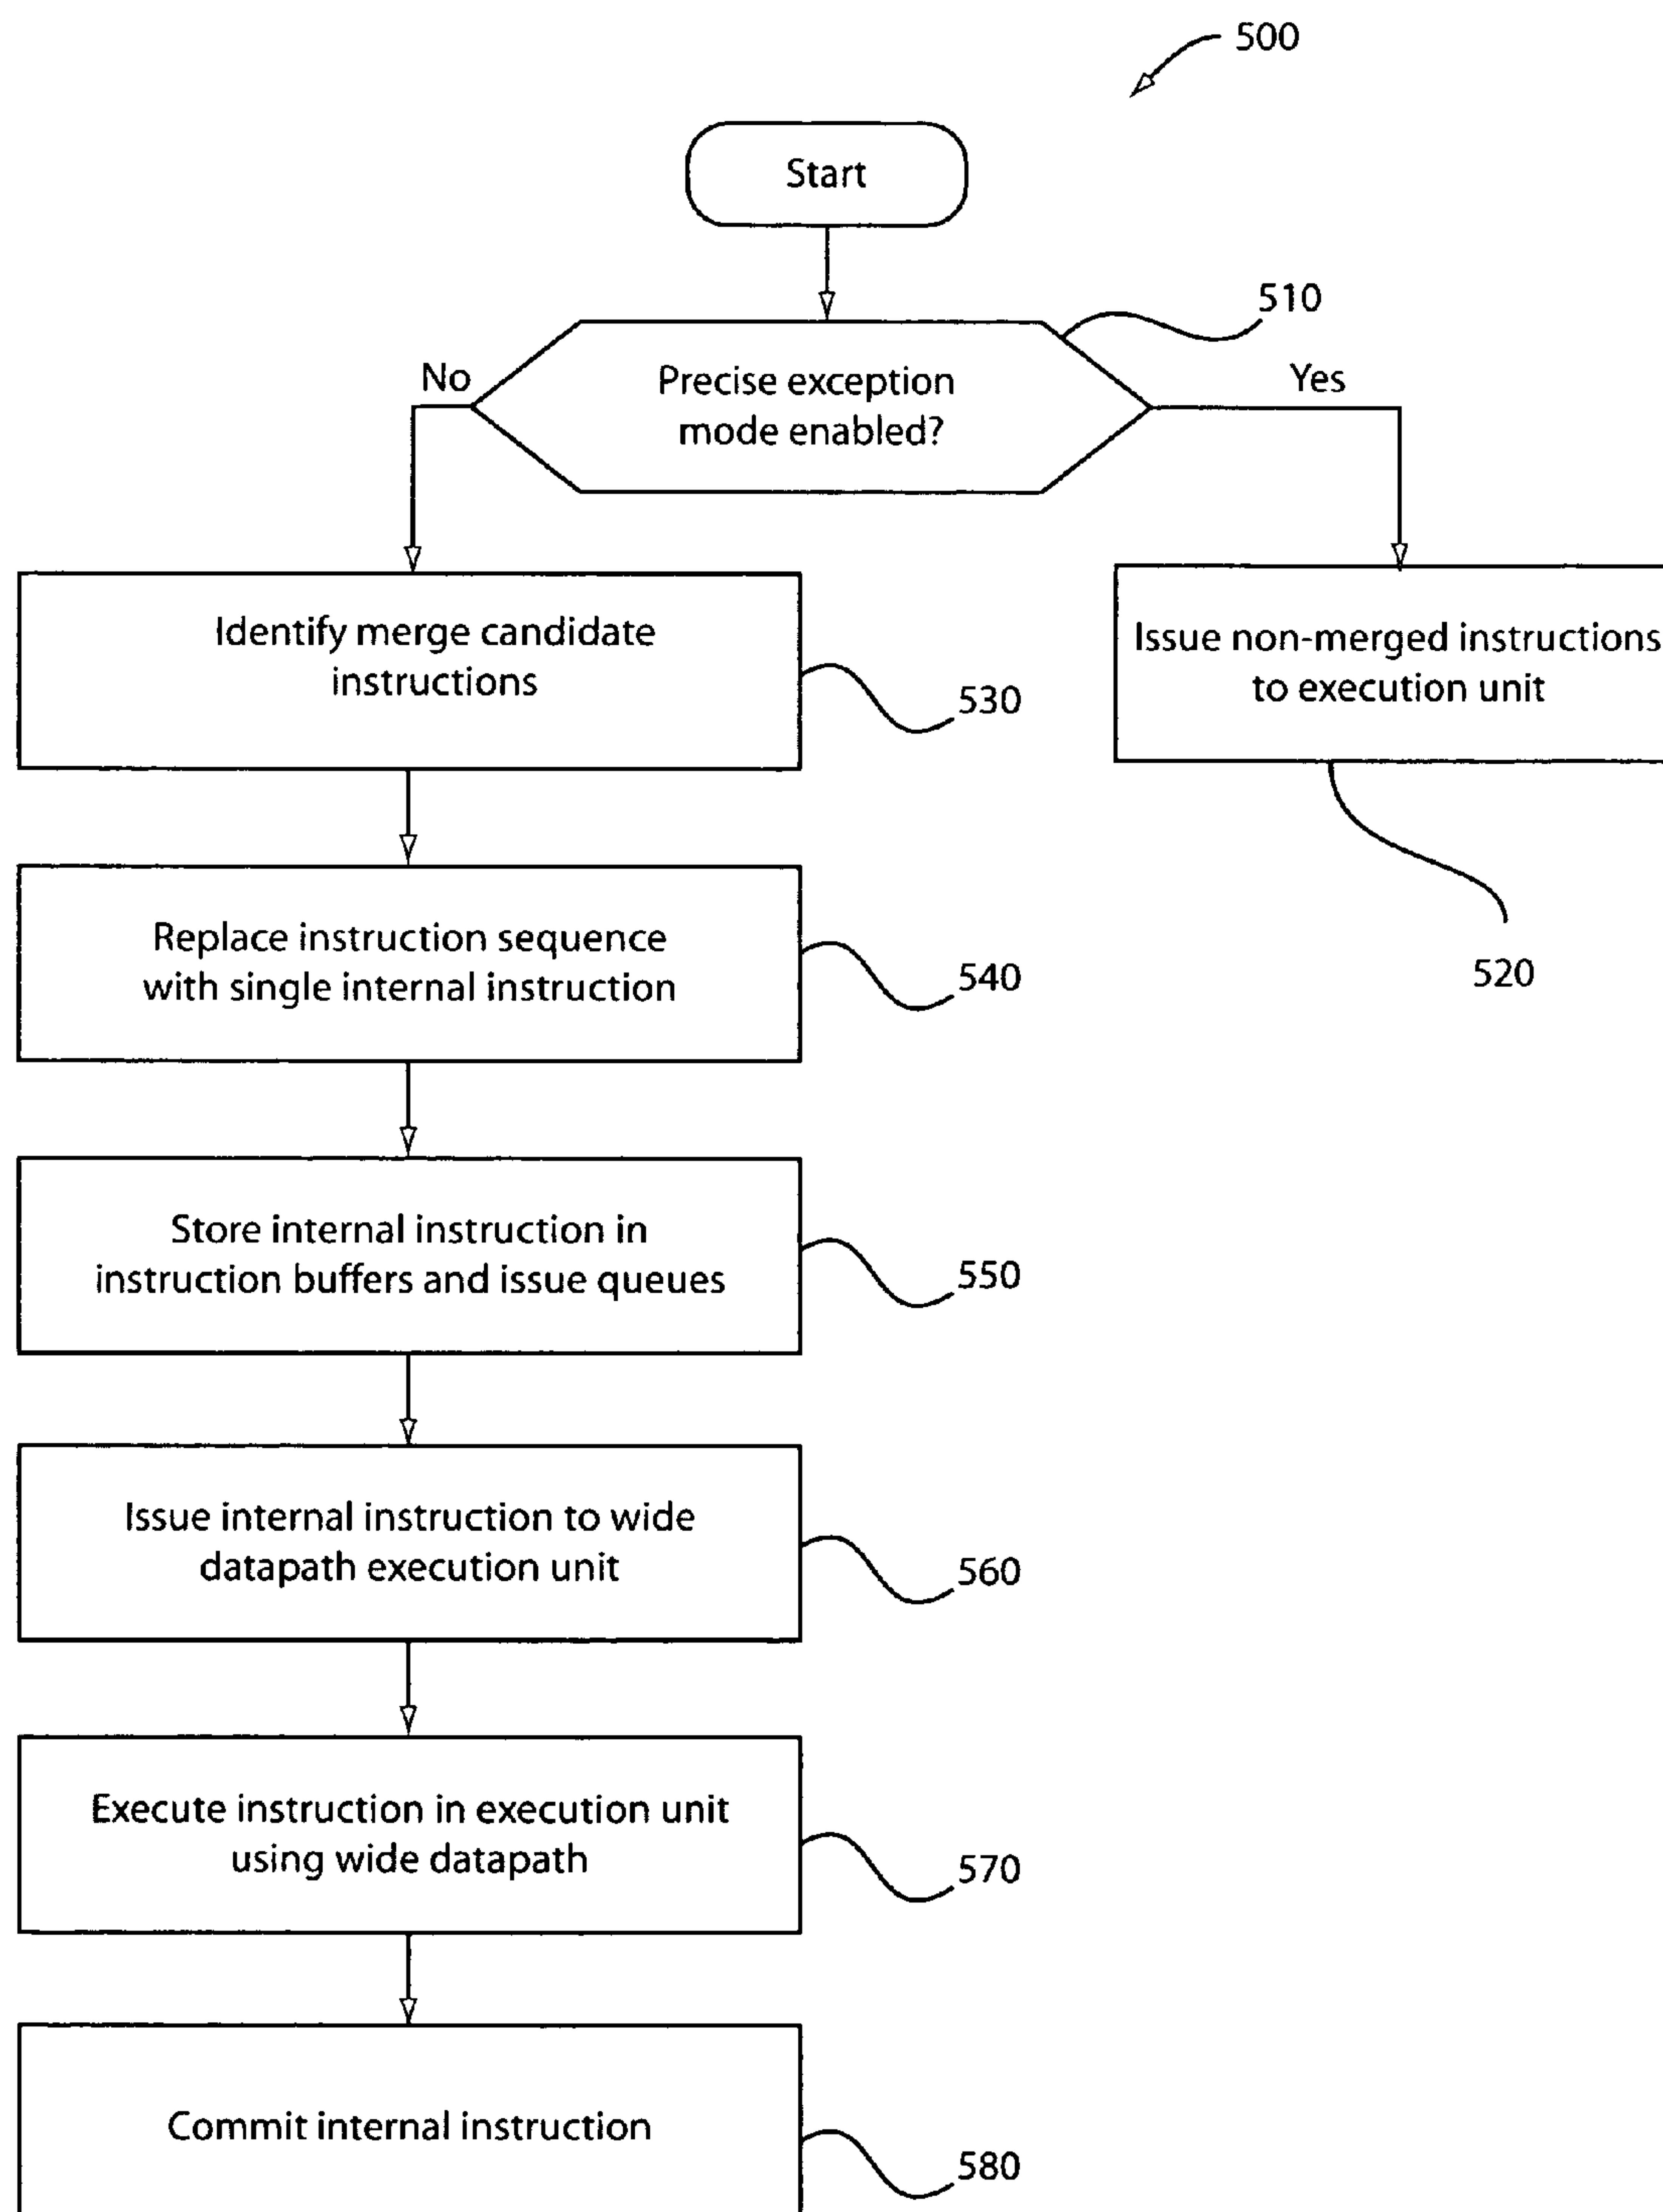 500
Start
510
No
Yes
Precise exception
mode enabled?
Identify merge candidate
instructions
530
Issue non-merged instructions
to execution unit
520
Replace instruction sequence
with single internal instruction
540
Store internal instruction in
instruction buffers and issue queues
550
Issue internal instruction to wide
datapath execution unit
560
Execute instruction in execution unit
using wide datapath
570
Commit internal instruction
580